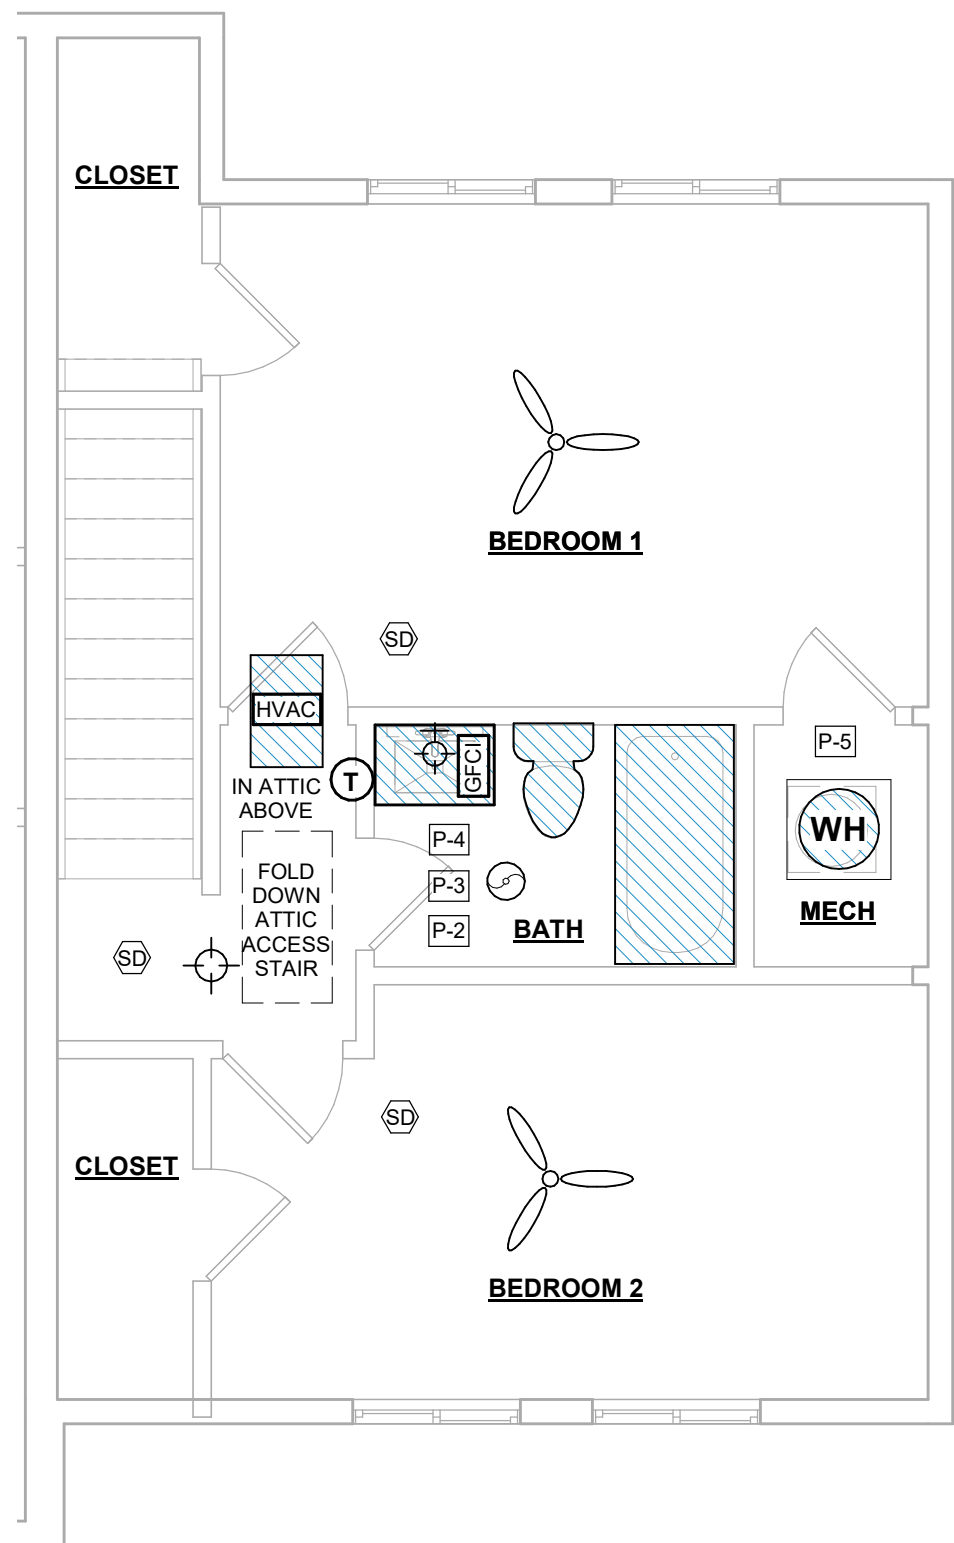 CLOSET
BEDROOM 1
SD
HVAC
IN ATTIC
ABOVE
T
GFCI
P-5
WH
MECH
P-4
P-3
P-2
BATH
FOLD
DOWN
ATTIC
ACCESS
STAIR
SD
SD
CLOSET
BEDROOM 2